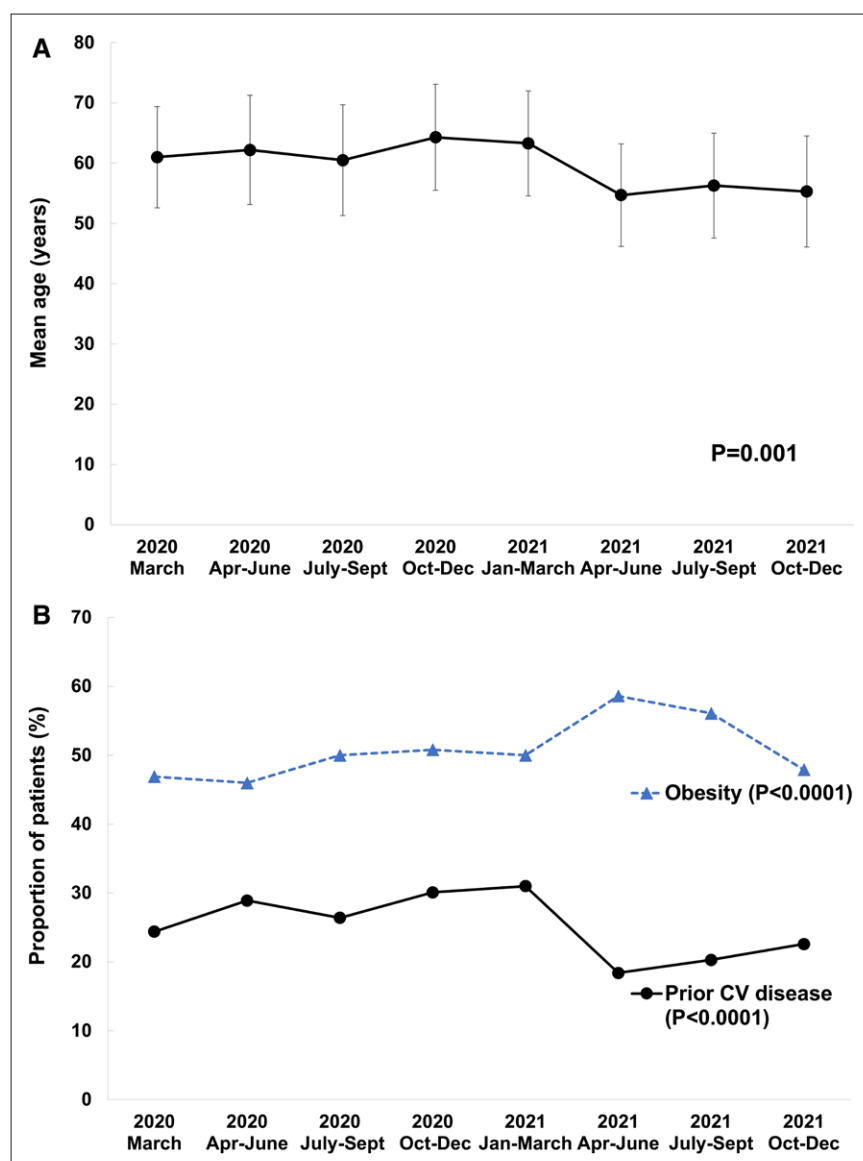 A
80
70
60
50
40
30
20
10
0
Mean age (years)
P=0.001
2020 2020 2020 2020 2021 2021 2021 2021
March Apr-June July-Sept Oct-Dec Jan-March Apr-June July-Sept Oct-Dec
B
70
60
50
40
30
20
10
0
Proportion of patients (%)
Obesity (P<0.0001)
Prior CV disease
(P<0.0001)
2020 2020 2020 2020 2021 2021 2021 2021
March Apr-June July-Sept Oct-Dec Jan-March Apr-June July-Sept Oct-Dec